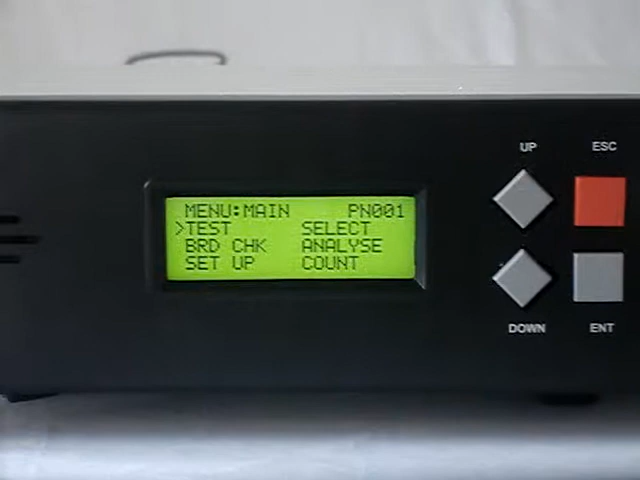 UP ESC
MENU:MAIN PN001
>TEST SELECT
BRD CHK ANALYSE
SET UP COUNT
DOWN ENT